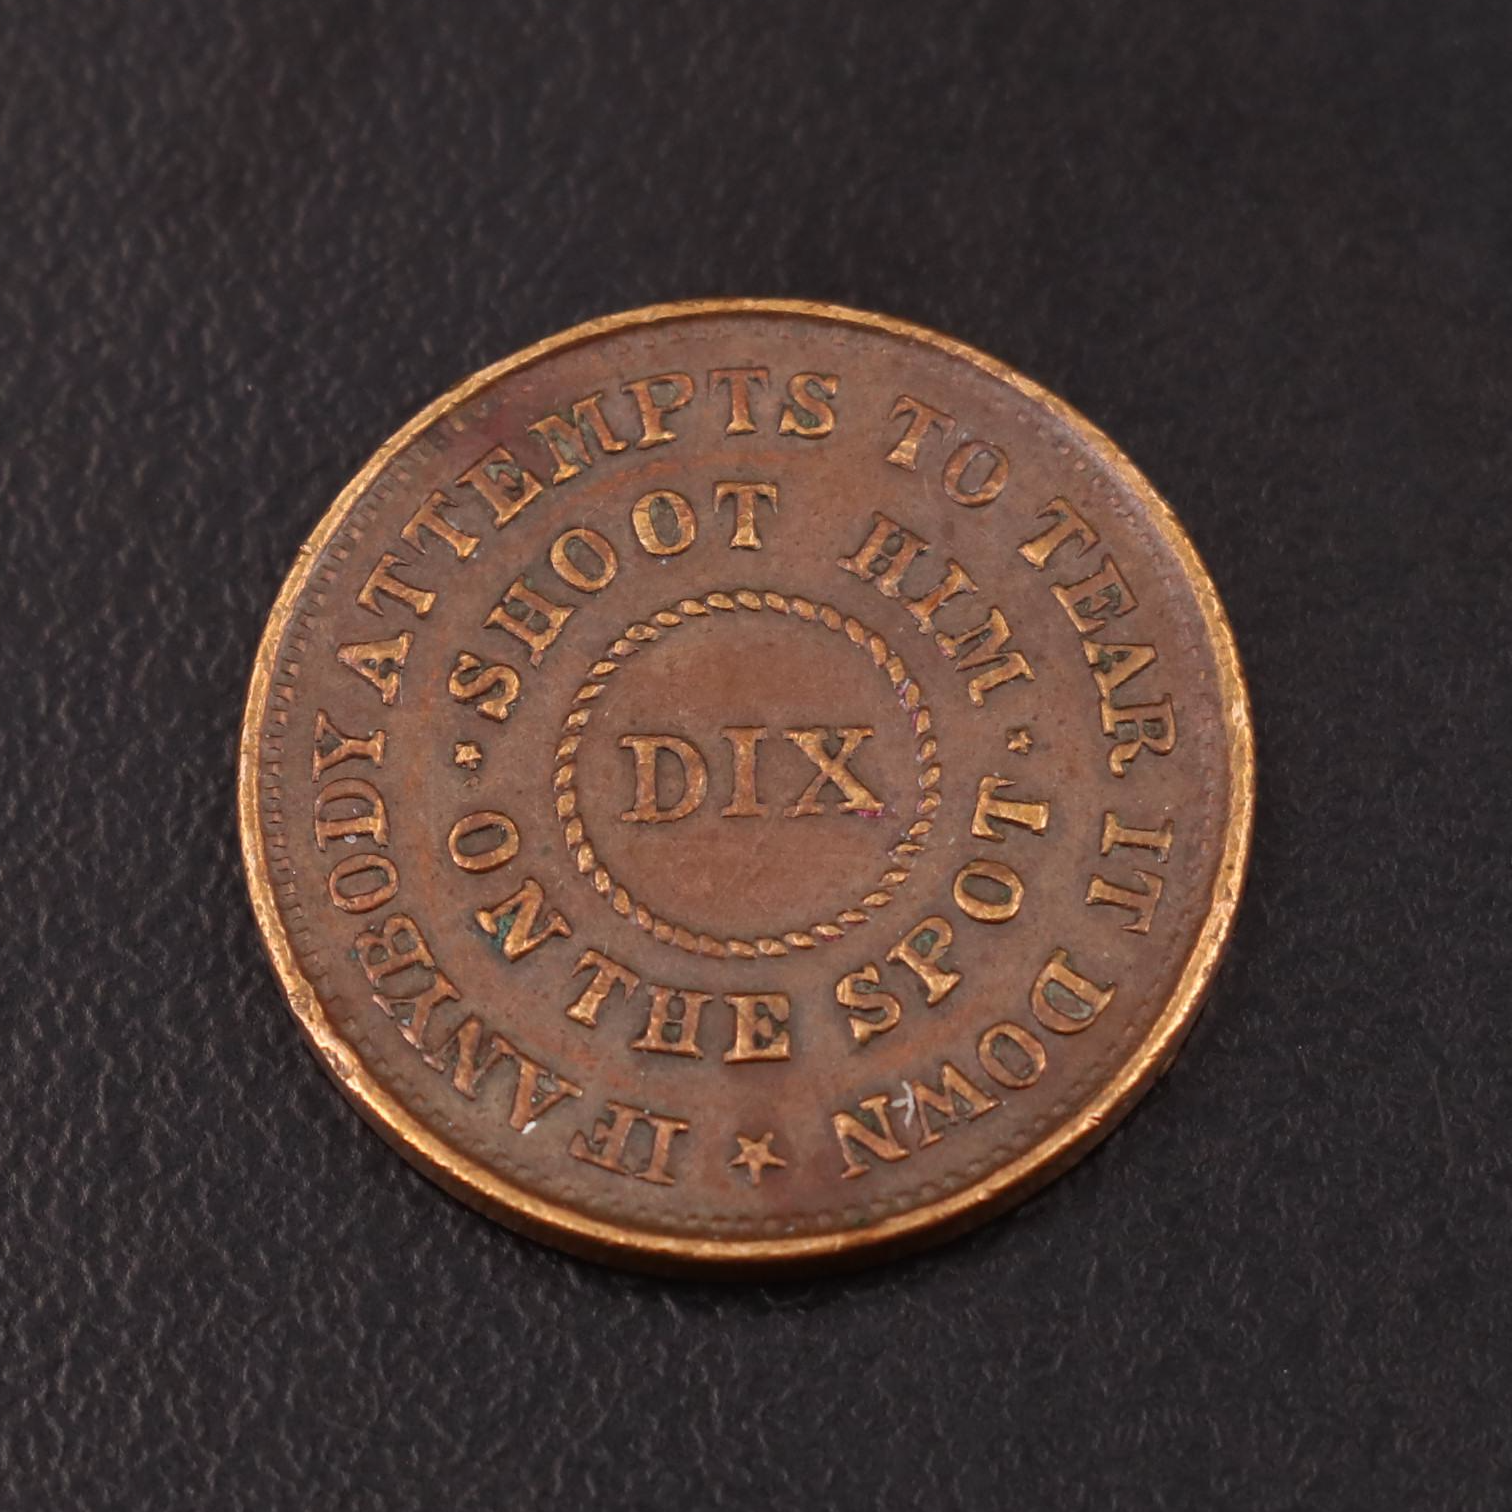 IF ANYBODY ATTEMPTS TO TEAR IT DOWN
SHOOT HIM
ON THE SPOT
DIX